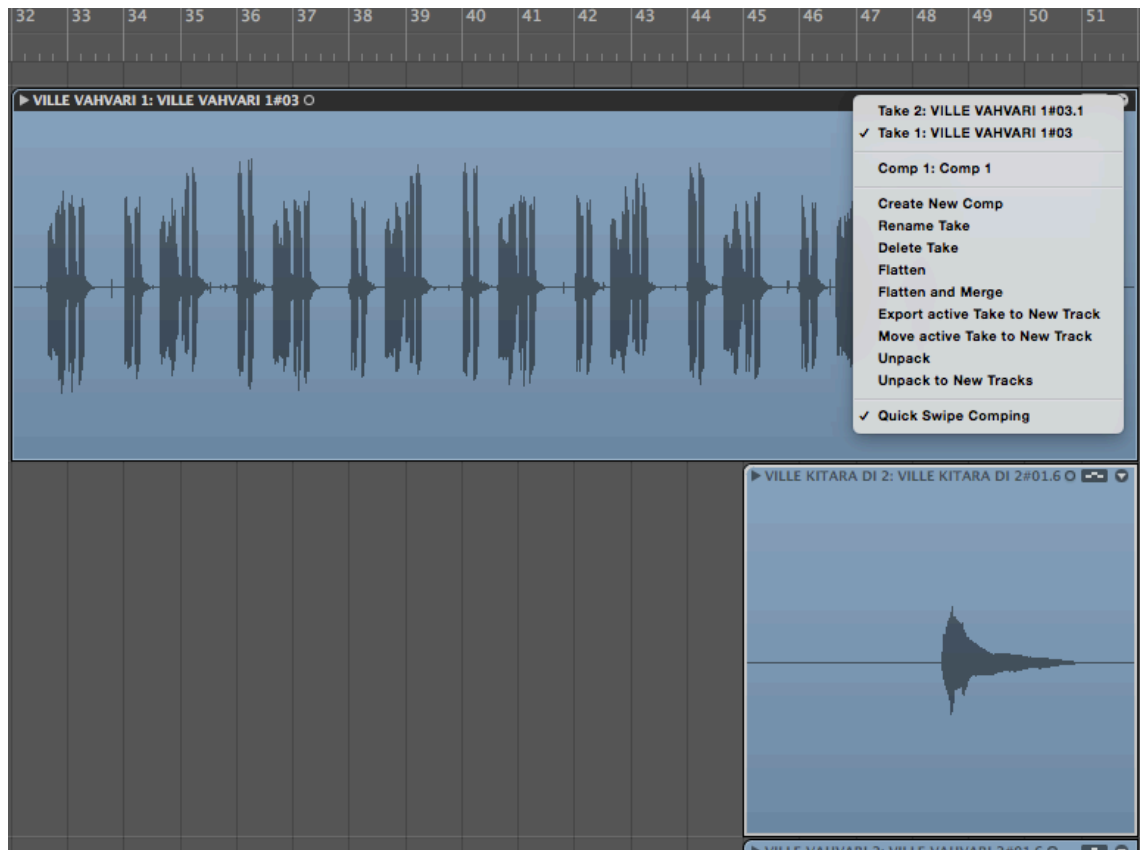 32 33 34 35 36 37 38 39 40 41 42 43 44 45 46 47 48 49 50 51
VILLE VAHVARI 1: VILLE VAHVARI 1#03
Take 2: VILLE VAHVARI 1#03.1
✓ Take 1: VILLE VAHVARI 1#03
Comp 1: Comp 1
Create New Comp
Rename Take
Delete Take
Flatten
Flatten and Merge
Export active Take to New Track
Move active Take to New Track
Unpack
Unpack to New Tracks
✓ Quick Swipe Comping
VILLE KITARA DI 2: VILLE KITARA DI 2#01.6